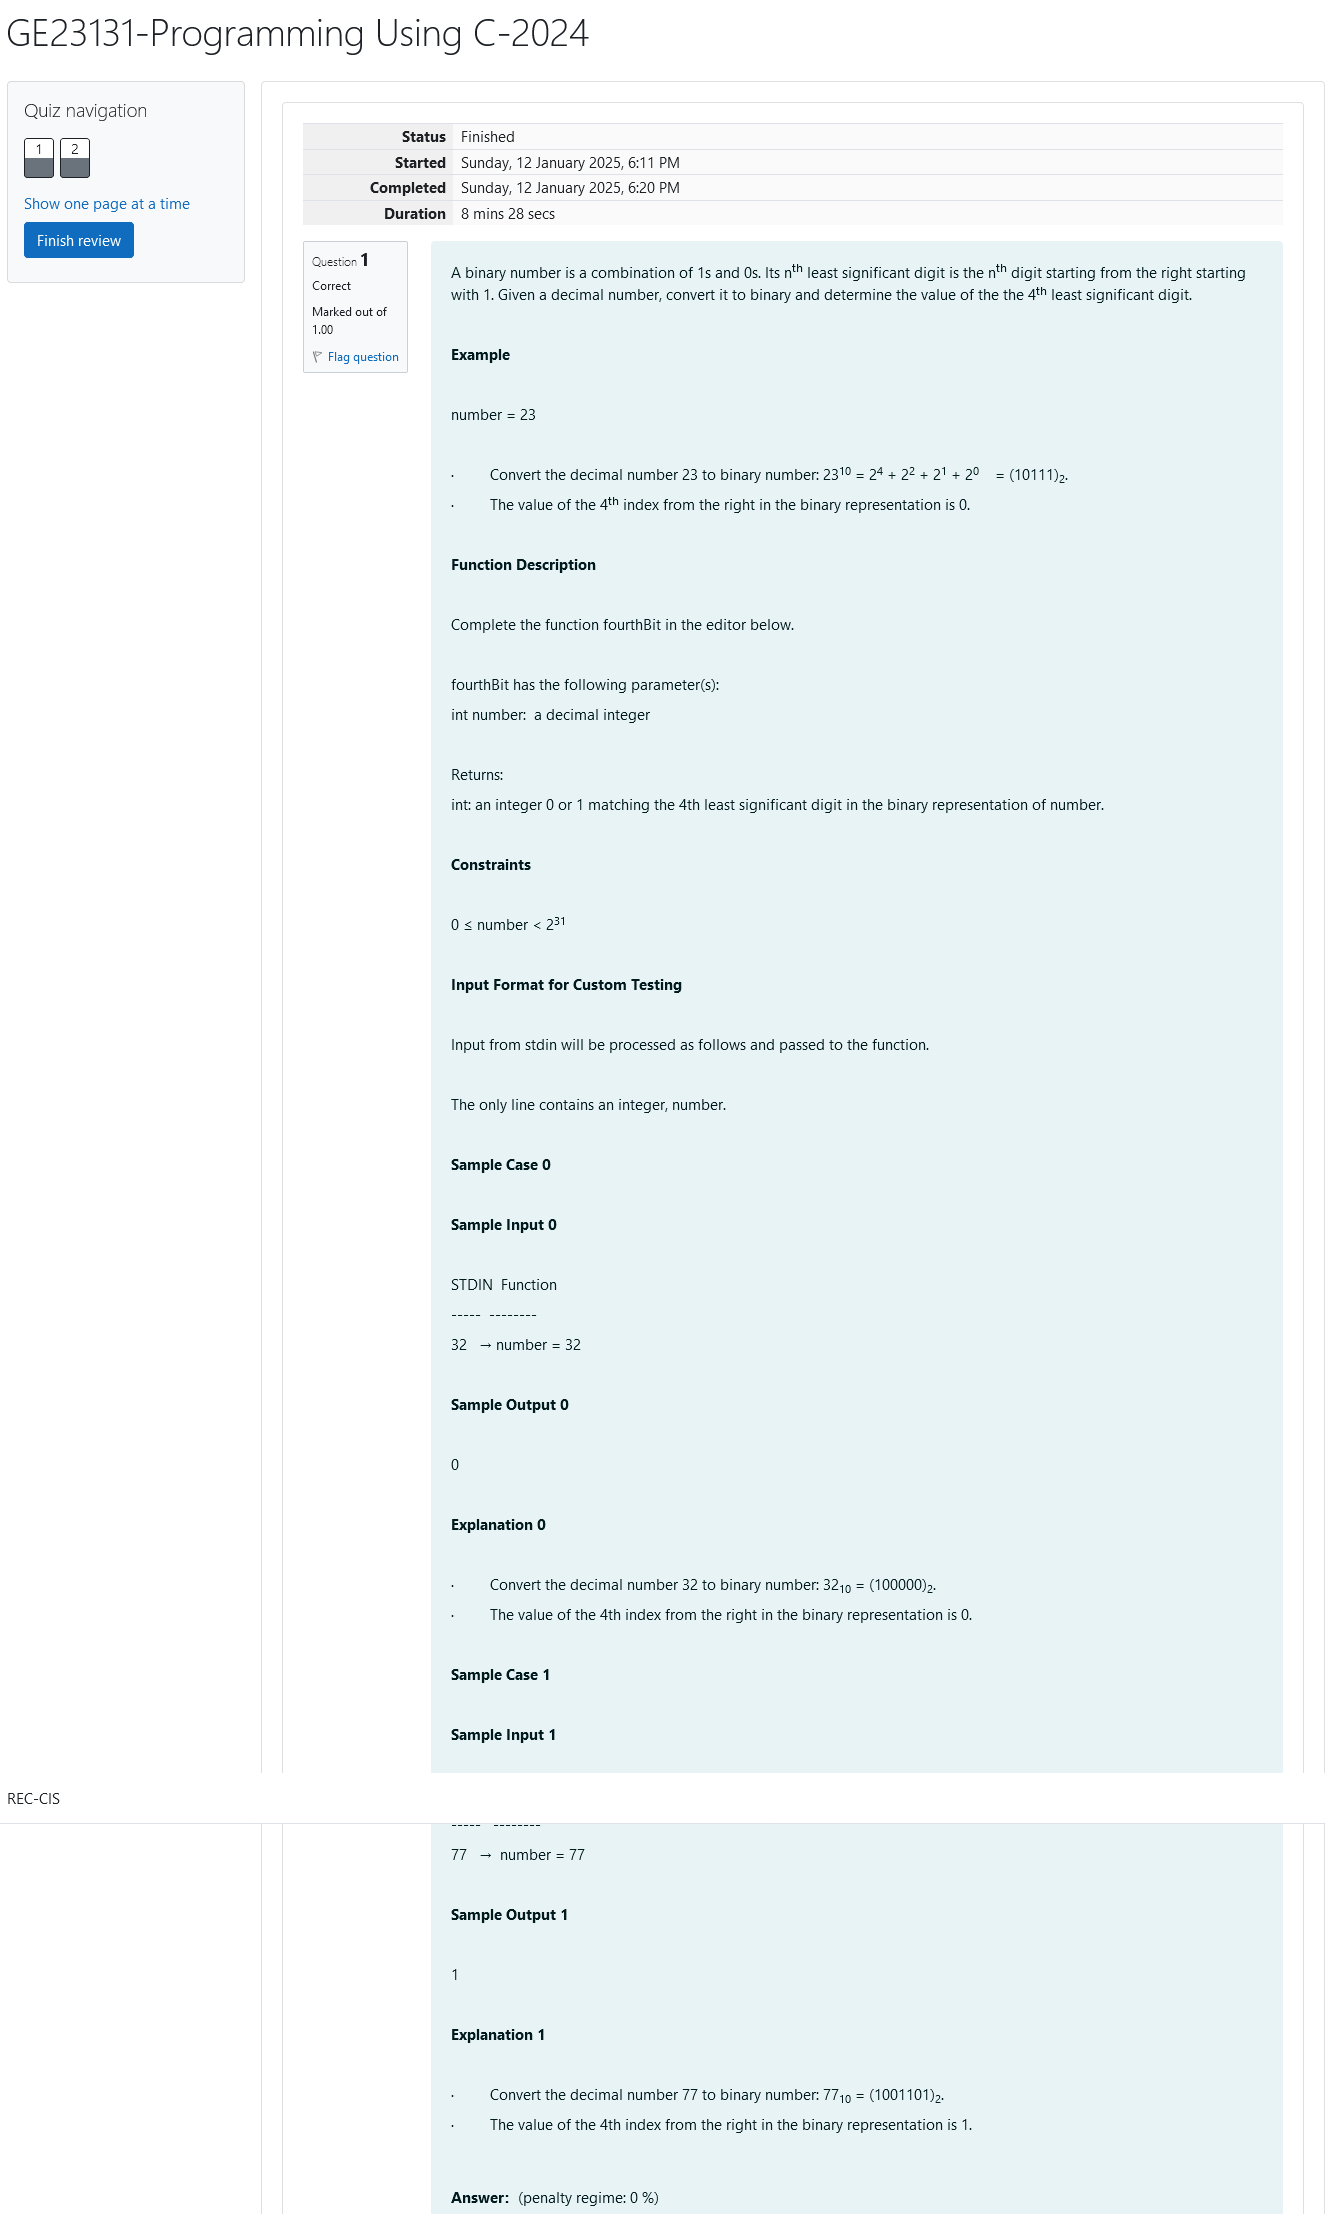 GE23131-Programming Using C-2024
Quiz navigation
1 2
Show one page at a time
Finish review
Status Finished
Started Sunday, 12 January 2025, 6:11 PM
Completed Sunday, 12 January 2025, 6:20 PM
Duration 8 mins 28 secs
Question 1
Correct
Marked out of
1.00
Flag question
A binary number is a combination of 1s and 0s. Its nth least significant digit is the nth digit starting from the right starting
with 1. Given a decimal number, convert it to binary and determine the value of the the 4th least significant digit.
Example
number = 23
· Convert the decimal number 23 to binary number: 23¹⁰ = 2⁴ + 2² + 2¹ + 2⁰ = (10111)₂.
· The value of the 4th index from the right in the binary representation is 0.
Function Description
Complete the function fourthBit in the editor below.
fourthBit has the following parameter(s):
int number: a decimal integer
Returns:
int: an integer 0 or 1 matching the 4th least significant digit in the binary representation of number.
Constraints
0 ≤ number < 2³¹
Input Format for Custom Testing
Input from stdin will be processed as follows and passed to the function.
The only line contains an integer, number.
Sample Case 0
Sample Input 0
STDIN Function
----- --------
32 → number = 32
Sample Output 0
0
Explanation 0
· Convert the decimal number 32 to binary number: 32₁₀ = (100000)₂.
· The value of the 4th index from the right in the binary representation is 0.
Sample Case 1
Sample Input 1
REC-CIS
----- --------
77 → number = 77
Sample Output 1
1
Explanation 1
· Convert the decimal number 77 to binary number: 77₁₀ = (1001101)₂.
· The value of the 4th index from the right in the binary representation is 1.
Answer: (penalty regime: 0 %)